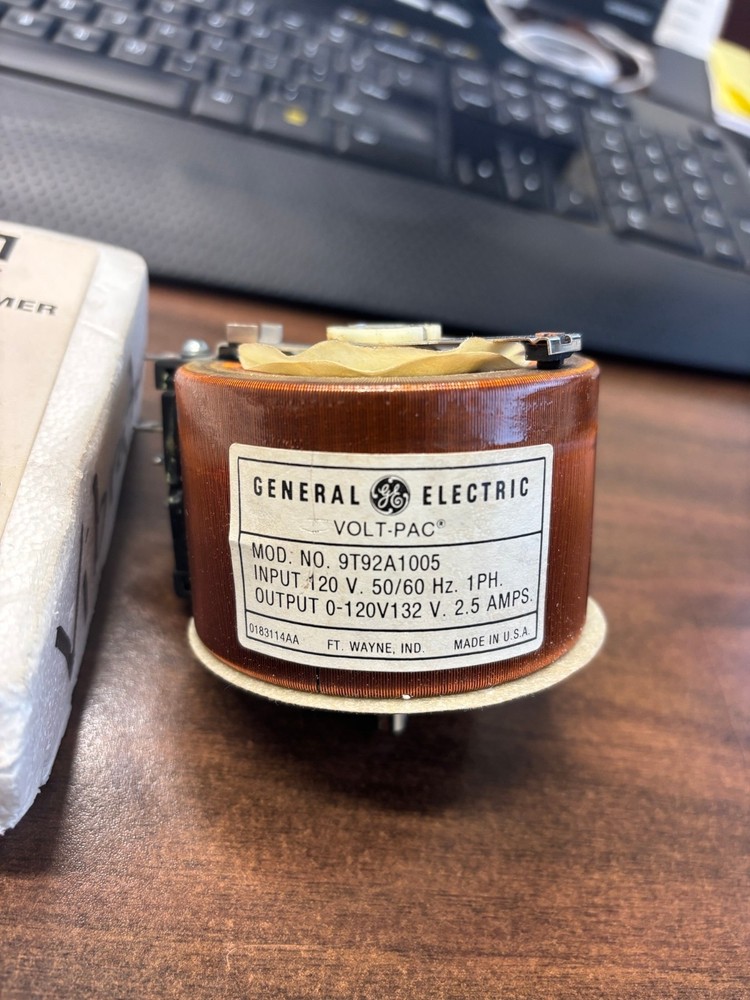 MER
GENERAL GE ELECTRIC
VOLT-PAC®
MOD. NO. 9T92A1005
INPUT 120 V. 50/60 Hz. 1PH.
OUTPUT 0-120V132 V. 2.5 AMPS.
0183114AA FT. WAYNE, IND. MADE IN U.S.A.